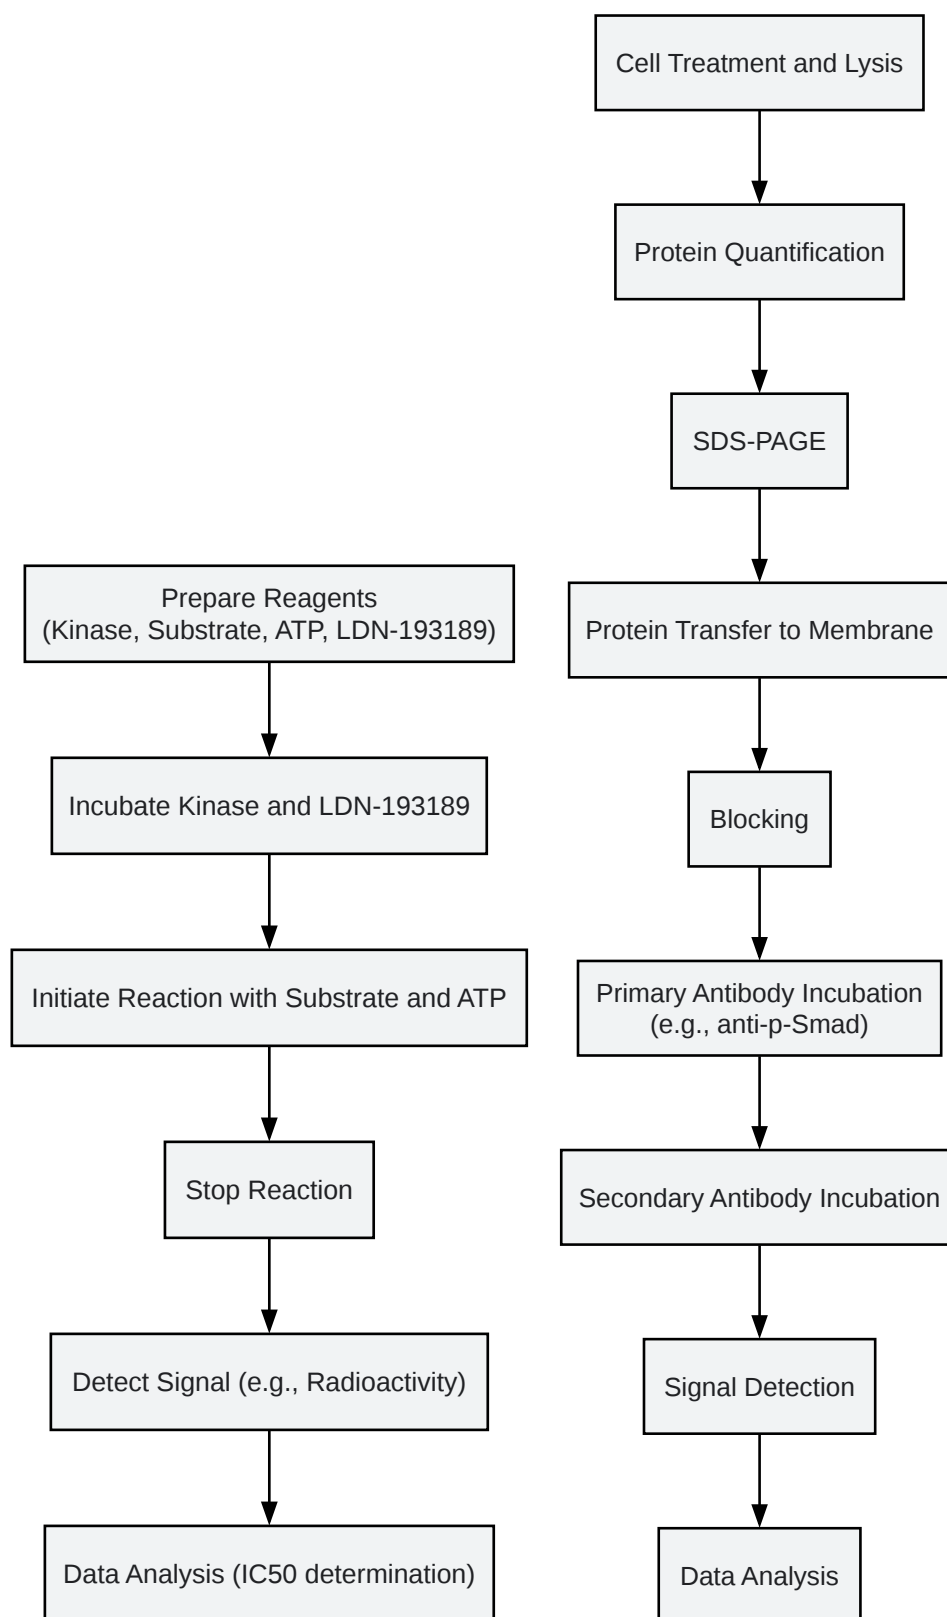 Cell Treatment and Lysis
Protein Quantification
SDS-PAGE
Protein Transfer to Membrane
Blocking
Primary Antibody Incubation
(e.g., anti-p-Smad)
Secondary Antibody Incubation
Signal Detection
Data Analysis
Prepare Reagents
(Kinase, Substrate, ATP, LDN-193189)
Incubate Kinase and LDN-193189
Initiate Reaction with Substrate and ATP
Stop Reaction
Detect Signal (e.g., Radioactivity)
Data Analysis (IC50 determination)